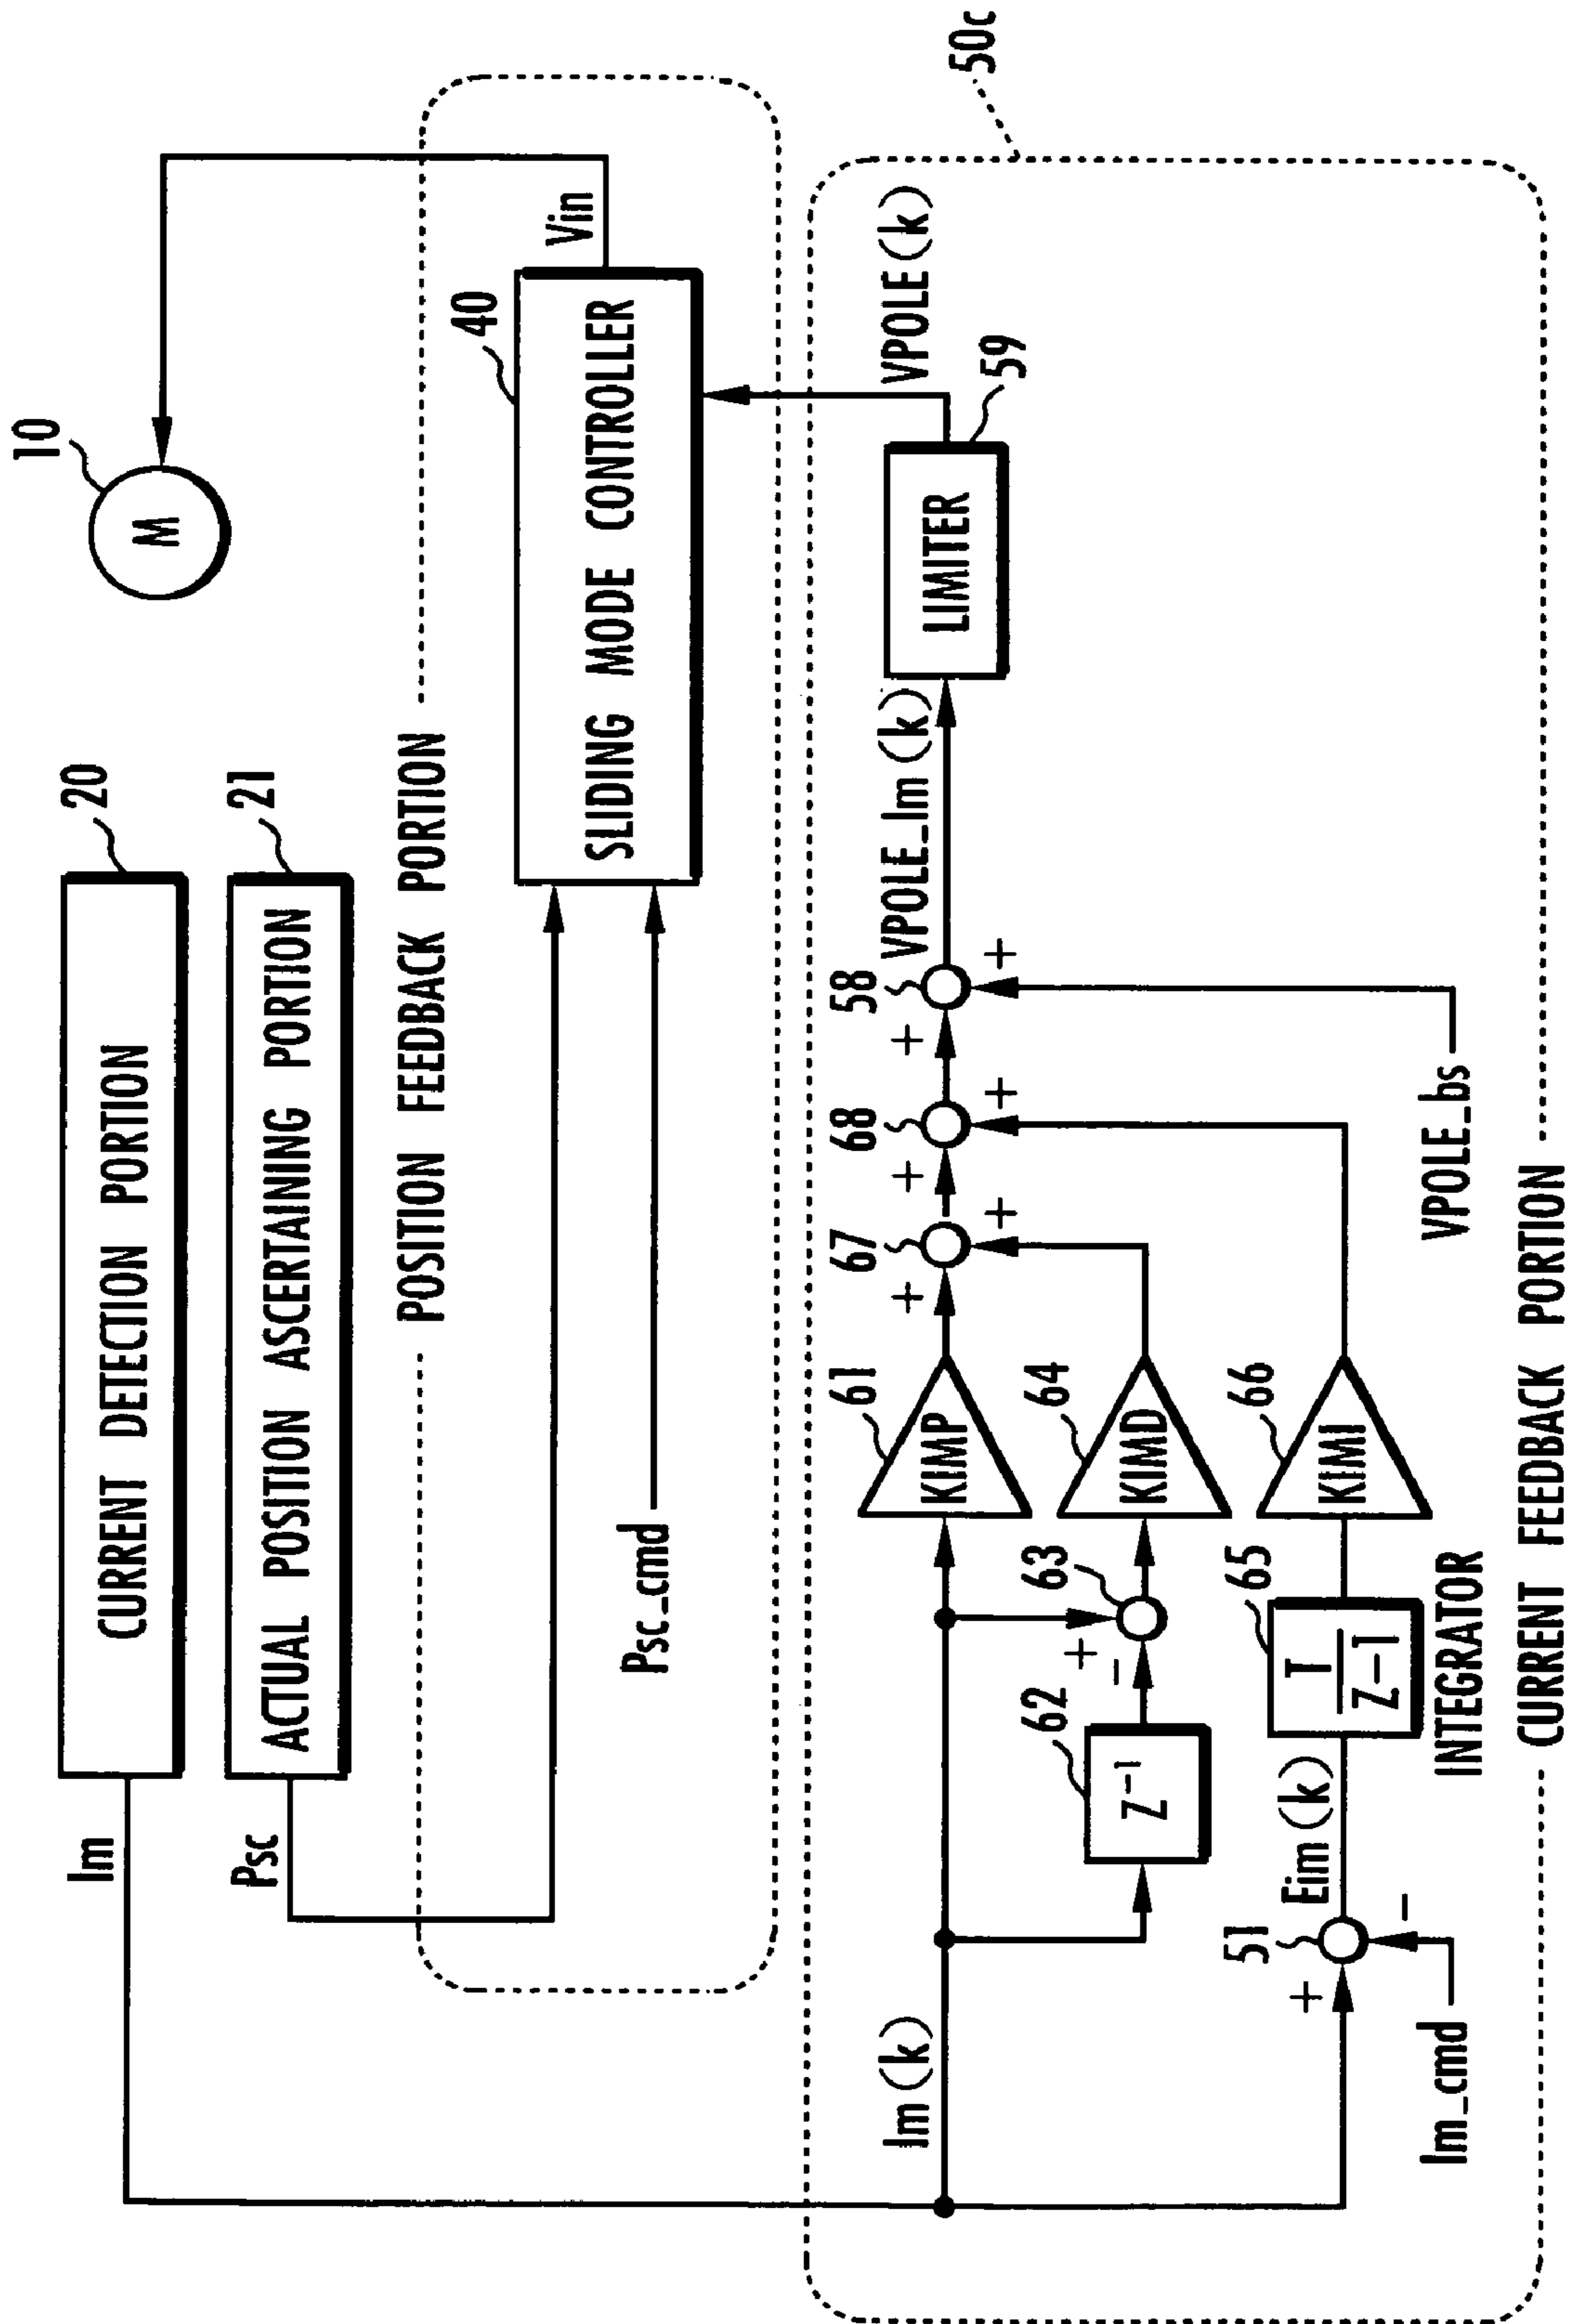 20
CURRENT DETECTION PORTION
10
M
Im
21
ACTUAL POSITION ASCERTAINING PORTION
Psc
POSITION FEEDBACK PORTION
40
SLIDING MODE CONTROLLER
Vin
Psc_cmd
50c
Im(k)
61
KIMP
+
67
+
+
68
+
+
58
+
VPOLE_Im(k)
LIMITER
59
VPOLE(k)
62
Z⁻¹
+
−
63
64
KIMD
51
+
−
Im_cmd
Eim(k)
65
T
Z−1
INTEGRATOR
66
KIMI
VPOLE_bs
CURRENT FEEDBACK PORTION